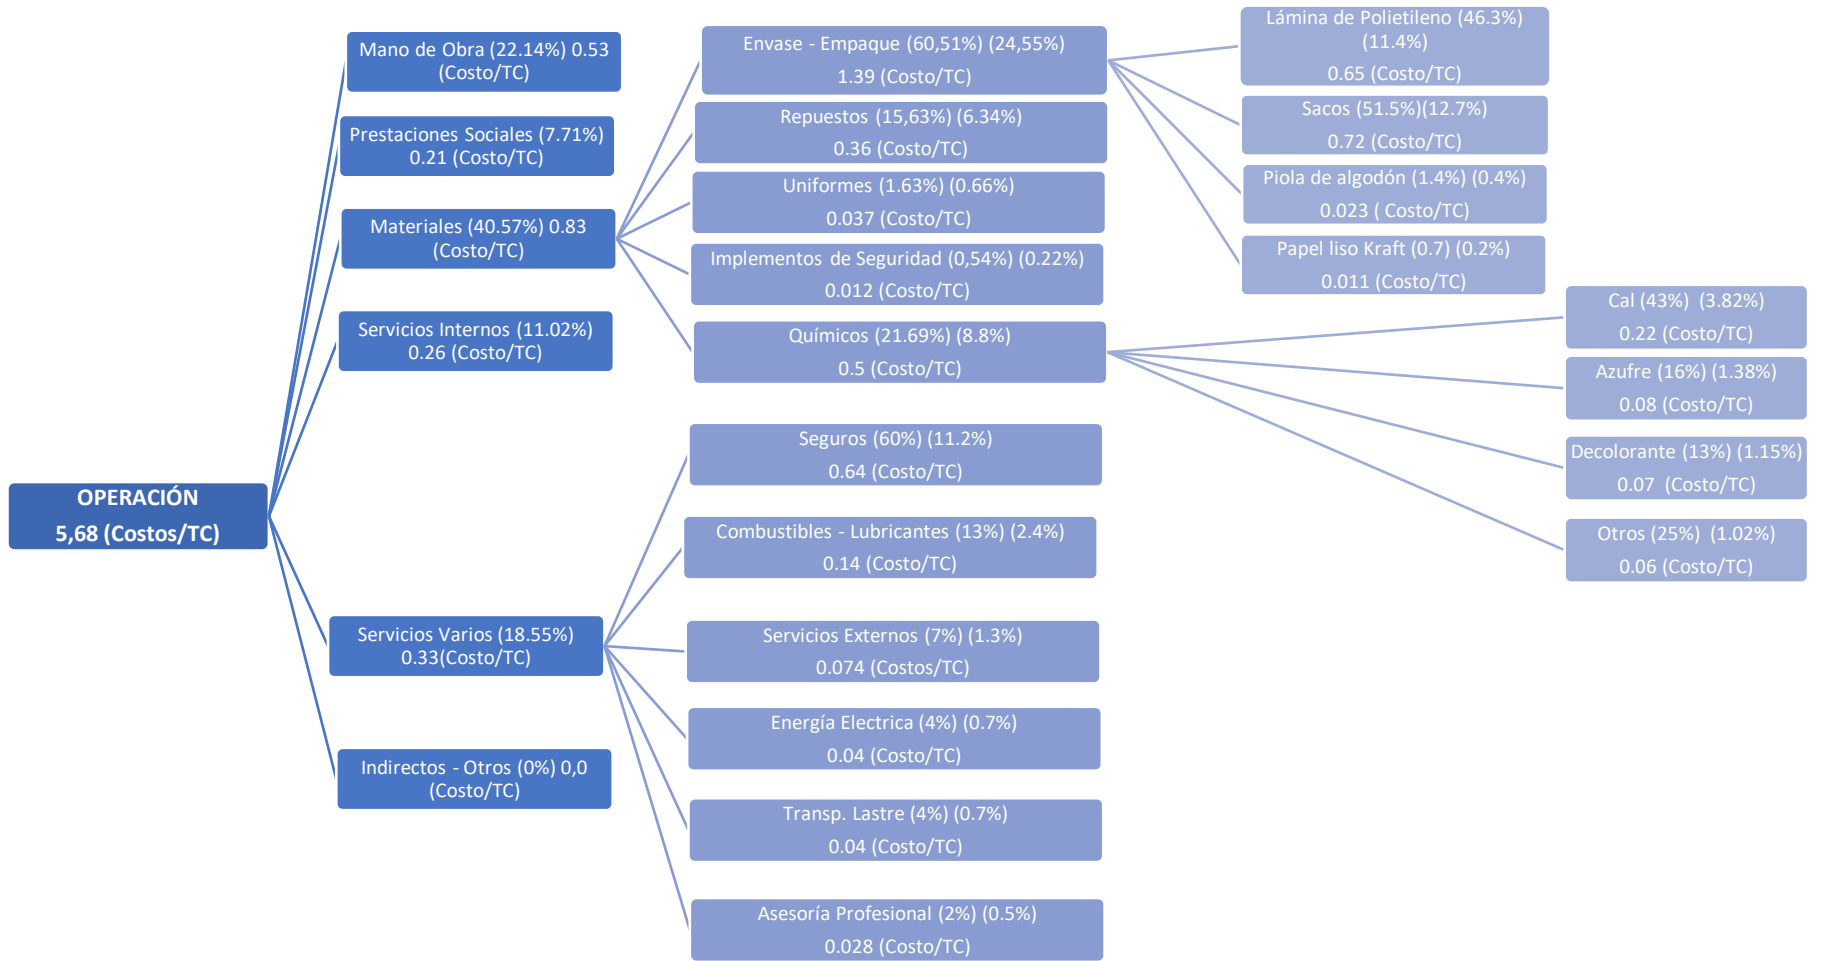 OPERACIÓN
5,68 (Costos/TC)
Mano de Obra (22.14%) 0.53
(Costo/TC)
Prestaciones Sociales (7.71%)
0.21 (Costo/TC)
Materiales (40.57%) 0.83
(Costo/TC)
Servicios Internos (11.02%)
0.26 (Costo/TC)
Servicios Varios (18.55%)
0.33(Costo/TC)
Indirectos - Otros (0%) 0,0
(Costo/TC)
Envase - Empaque (60,51%) (24,55%)
1.39 (Costo/TC)
Repuestos (15,63%) (6.34%)
0.36 (Costo/TC)
Uniformes (1.63%) (0.66%)
0.037 (Costo/TC)
Implementos de Seguridad (0,54%) (0.22%)
0.012 (Costo/TC)
Químicos (21.69%) (8.8%)
0.5 (Costo/TC)
Seguros (60%) (11.2%)
0.64 (Costo/TC)
Combustibles - Lubricantes (13%) (2.4%)
0.14 (Costo/TC)
Servicios Externos (7%) (1.3%)
0.074 (Costos/TC)
Energía Electrica (4%) (0.7%)
0.04 (Costo/TC)
Transp. Lastre (4%) (0.7%)
0.04 (Costo/TC)
Asesoría Profesional (2%) (0.5%)
0.028 (Costo/TC)
Lámina de Polietileno (46.3%)
(11.4%)
0.65 (Costo/TC)
Sacos (51.5%)(12.7%)
0.72 (Costo/TC)
Piola de algodón (1.4%) (0.4%)
0.023 ( Costo/TC)
Papel liso Kraft (0.7) (0.2%)
0.011 (Costo/TC)
Cal (43%) (3.82%)
0.22 (Costo/TC)
Azufre (16%) (1.38%)
0.08 (Costo/TC)
Decolorante (13%) (1.15%)
0.07 (Costo/TC)
Otros (25%) (1.02%)
0.06 (Costo/TC)